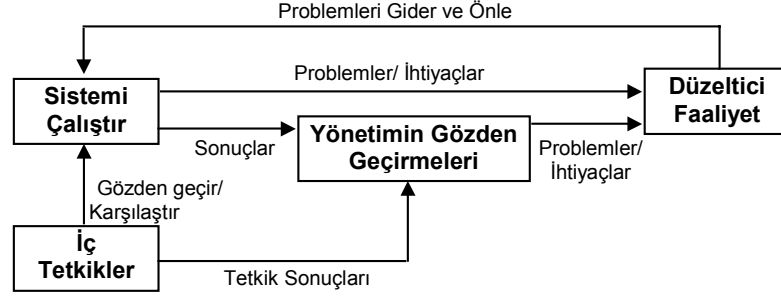 Problemleri Gider ve Önle
Problemler/ İhtiyaçlar
Sistemi
Çalıştır
Düzeltici
Faaliyet
Sonuçlar
Yönetimin Gözden
Geçirmeleri
Problemler/
İhtiyaçlar
Gözden geçir/
Karşılaştır
İç
Tetkikler
Tetkik Sonuçları